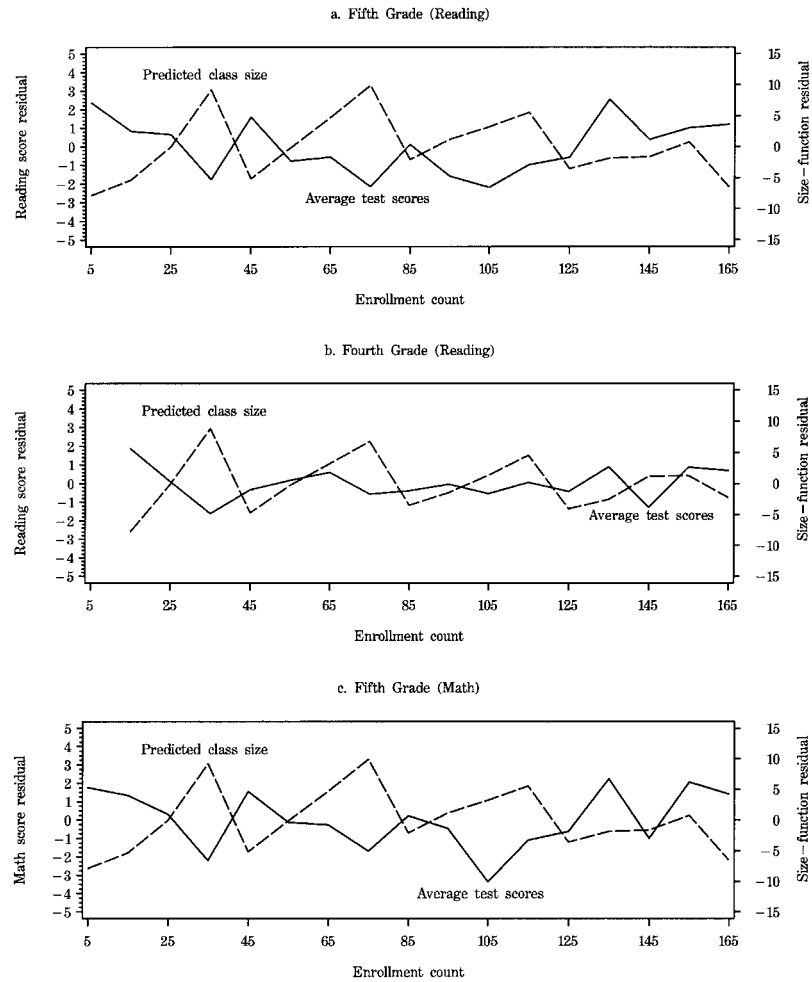 a. Fifth Grade (Reading)
5
4
3
2
1
0
−1
−2
−3
−4
−5
Reading score residual
Predicted class size
Average test scores
15
10
5
0
−5
−10
−15
Size−function residual
5 25 45 65 85 105 125 145 165
Enrollment count
b. Fourth Grade (Reading)
5
4
3
2
1
0
−1
−2
−3
−4
−5
Reading score residual
Predicted class size
Average test scores
15
10
5
0
−5
−10
−15
Size−function residual
5 25 45 65 85 105 125 145 165
Enrollment count
c. Fifth Grade (Math)
5
4
3
2
1
0
−1
−2
−3
−4
−5
Math score residual
Predicted class size
Average test scores
15
10
5
0
−5
−10
−15
Size−function residual
5 25 45 65 85 105 125 145 165
Enrollment count